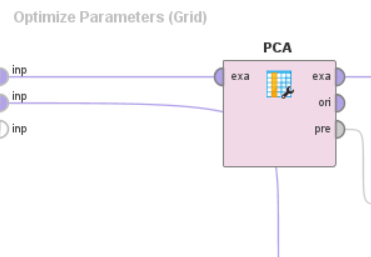 Optimize Parameters (Grid)
PCA
inp
exa
exa
inp
ori
inp
pre